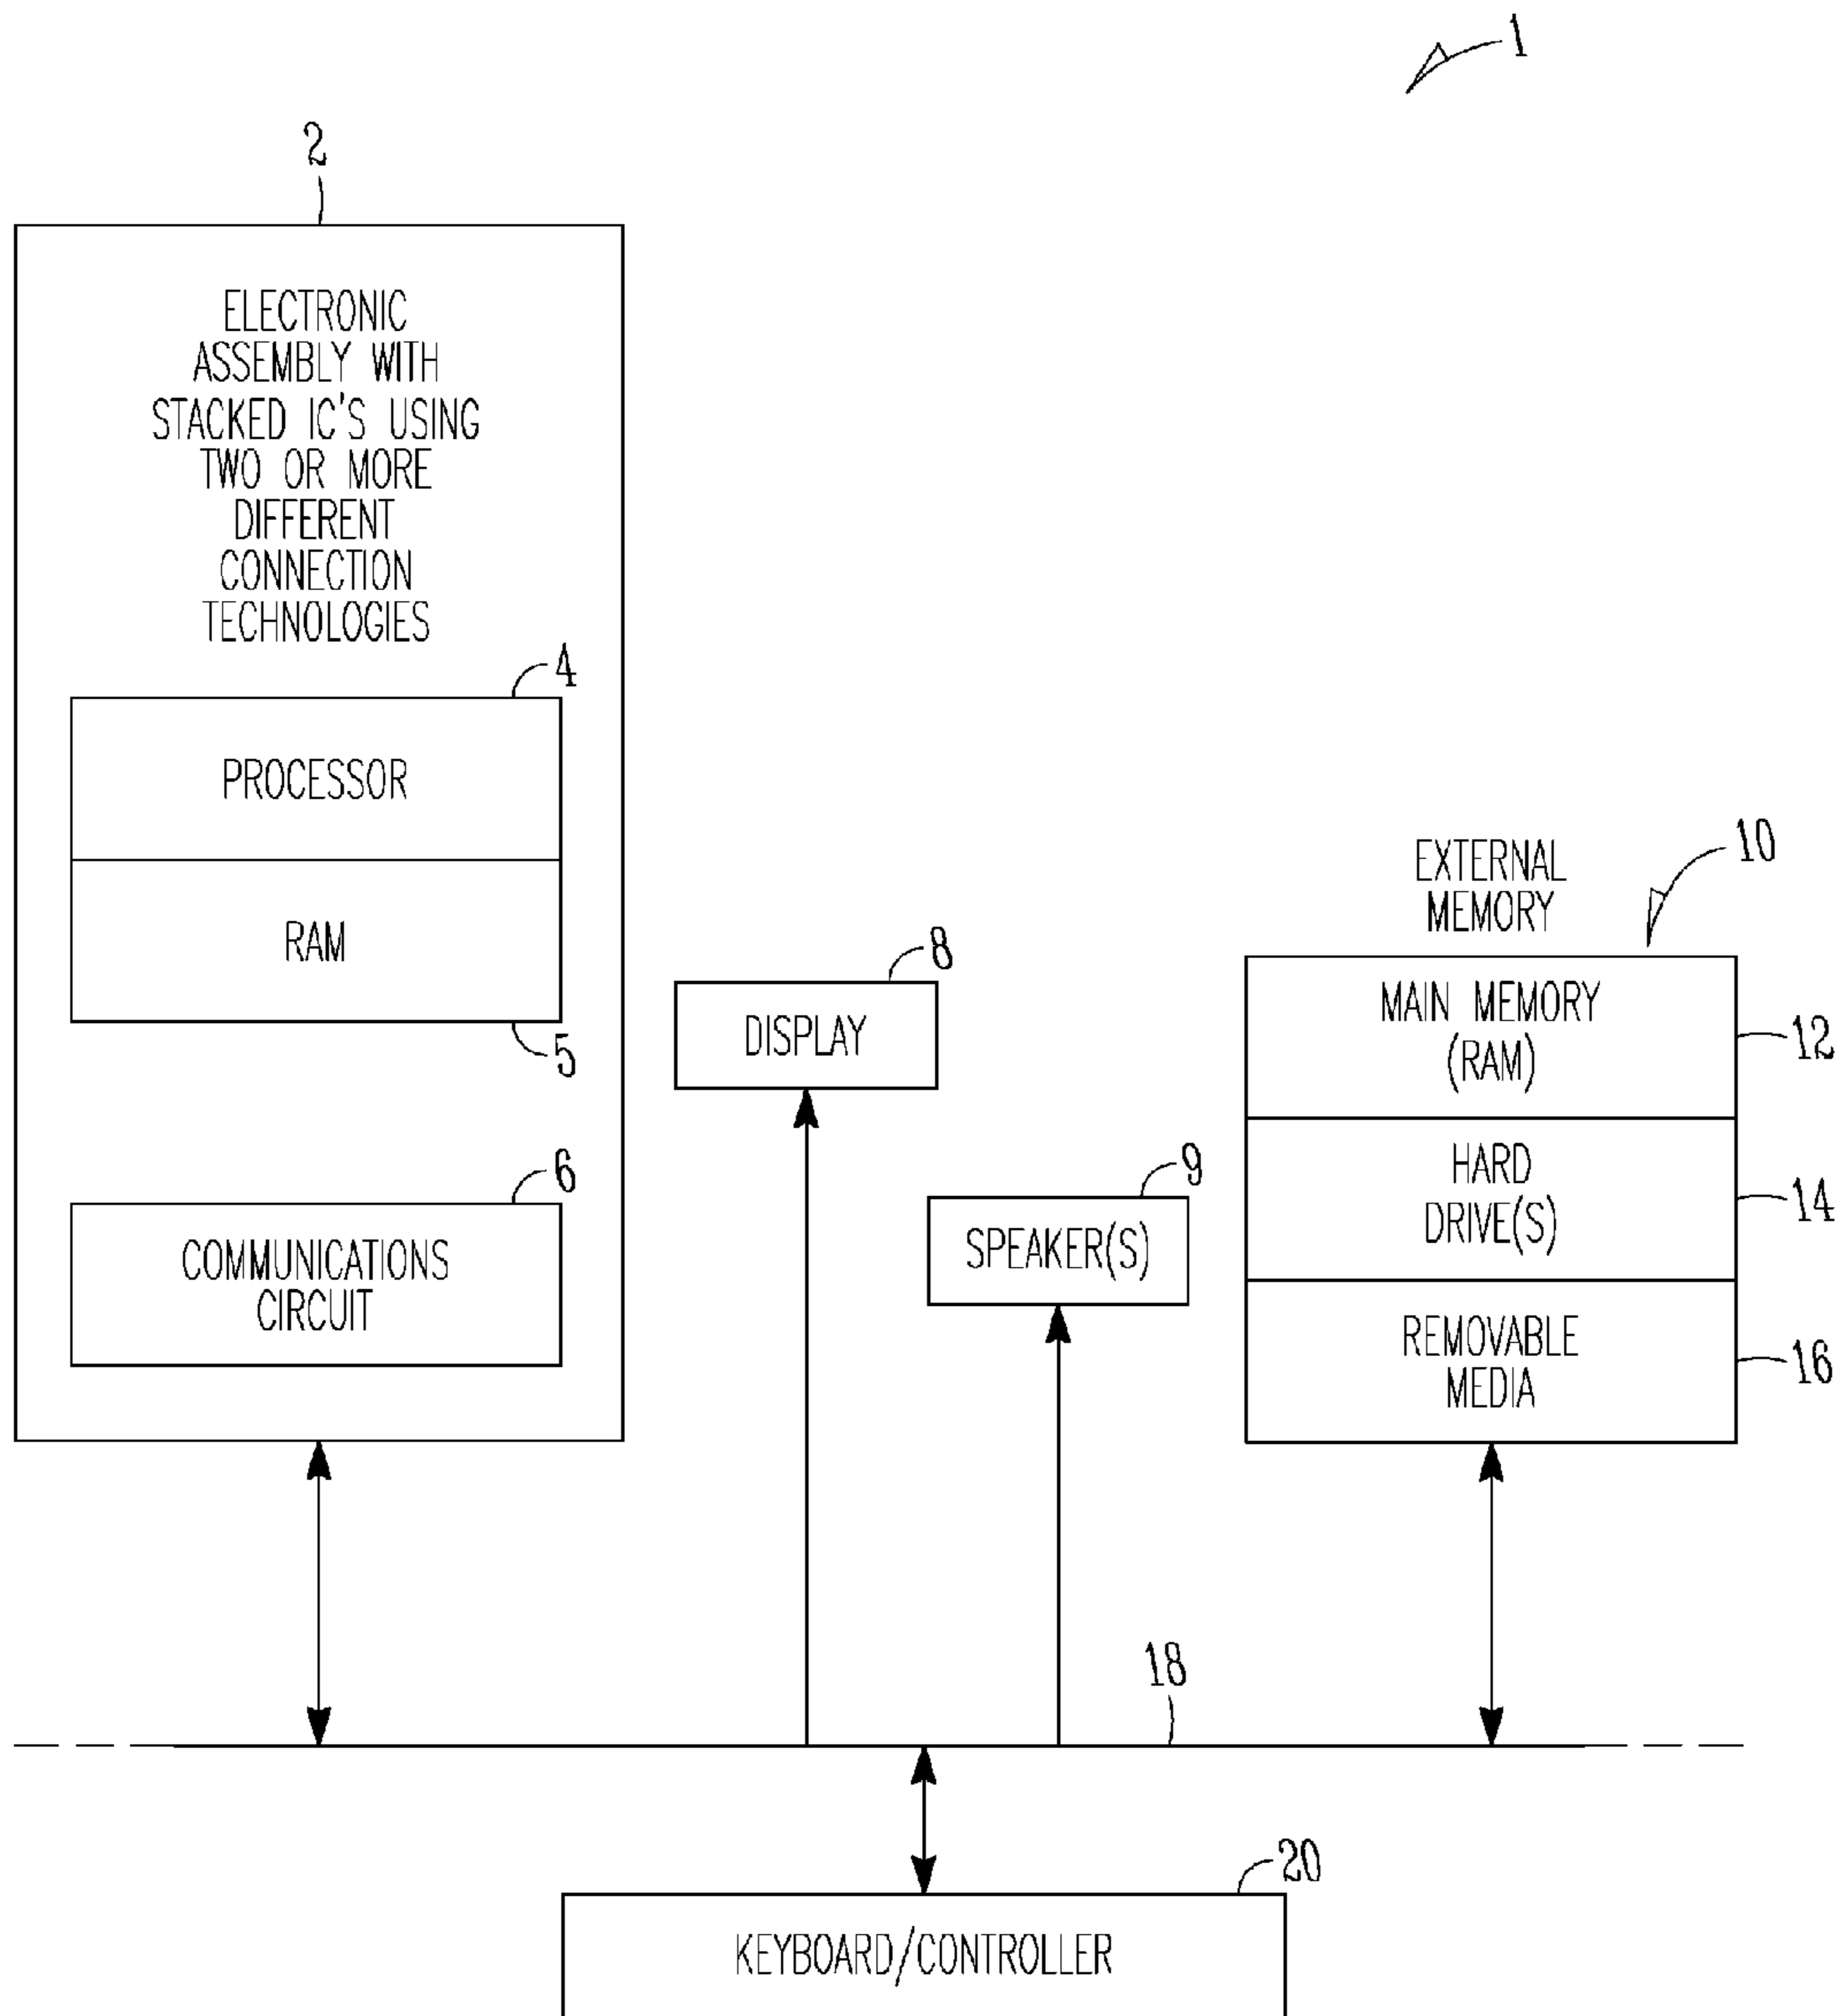 1
2
ELECTRONIC
ASSEMBLY WITH
STACKED IC'S USING
TWO OR MORE
DIFFERENT
CONNECTION
TECHNOLOGIES
4
PROCESSOR
RAM
5
6
COMMUNICATIONS
CIRCUIT
8
DISPLAY
9
SPEAKER(S)
EXTERNAL
MEMORY
10
MAIN MEMORY
(RAM)
12
HARD
DRIVE(S)
14
REMOVABLE
MEDIA
16
18
20
KEYBOARD/CONTROLLER